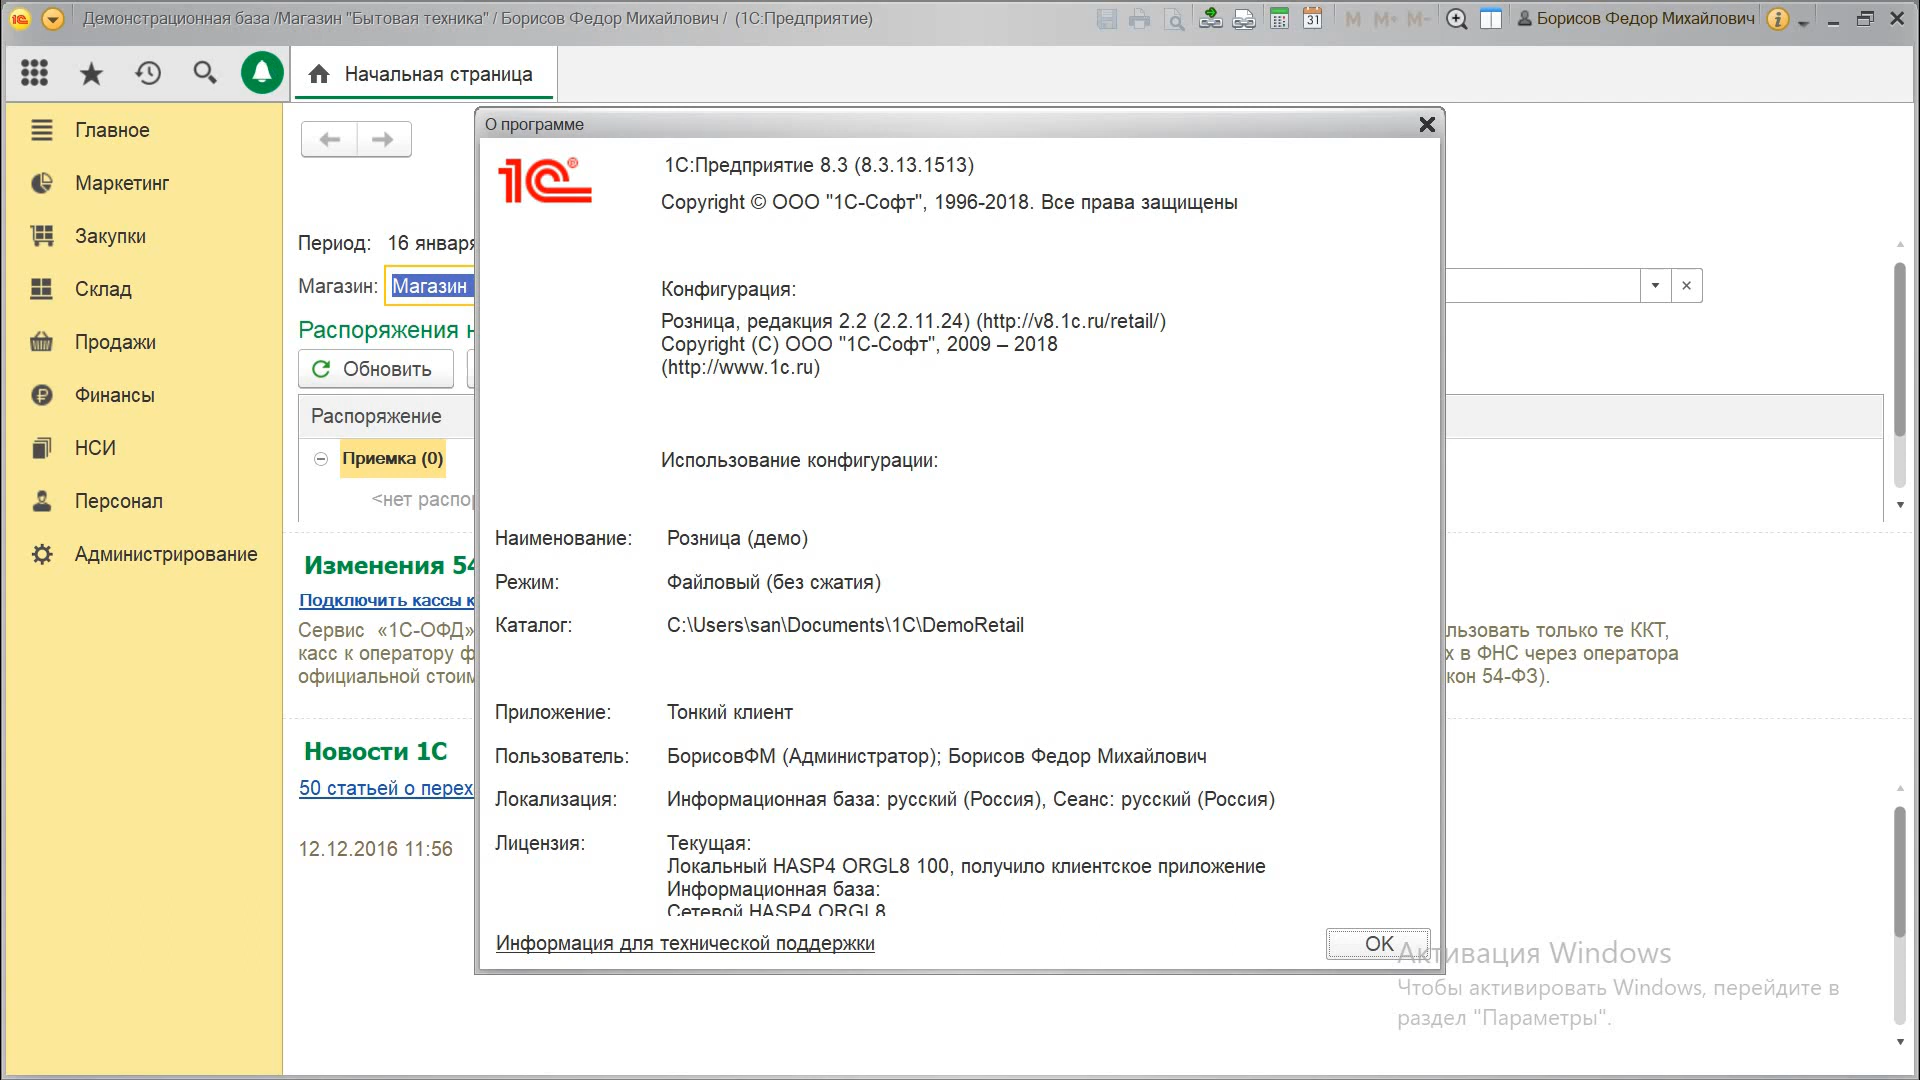 Демонстрационная база /Магазин "Бытовая техника" / Борисов Федор Михайлович / (1С:Предприятие)
31
M M+ M-
Борисов Федор Михайлович
Начальная страница
Главное
Маркетинг
Закупки
Склад
Продажи
Финансы
НСИ
Персонал
Администрирование
Период: 16 января
Магазин: Магазин
Распоряжения
Обновить
Распоряжение
Приемка (0)
<нет
Изменения
Подключить кассы
Сервис «1С-ОФД»
касс к оператору
официальной
Новости 1С
50 статьей о
12.12.2016 11:56
О программе
1С®
1С:Предприятие 8.3 (8.3.13.1513)
Copyright © ООО "1С-Софт", 1996-2018. Все права защищены
Конфигурация:
Розница, редакция 2.2 (2.2.11.24) (http://v8.1c.ru/retail/)
Copyright (С) ООО "1С-Софт", 2009 – 2018
(http://www.1c.ru)
Использование конфигурации:
Наименование: Розница (демо)
Режим: Файловый (без сжатия)
Каталог: C:\Users\san\Documents\1C\DemoRetail
Приложение: Тонкий клиент
Пользователь: БорисовФМ (Администратор); Борисов Федор Михайлович
Локализация: Информационная база: русский (Россия), Сеанс: русский (Россия)
Лицензия: Текущая:
Локальный HASP4 ORGL8 100, получило клиентское приложение
Информационная база:
Сетевой HASP4 ORGL8
Информация для технической поддержки
OK
льзовать только те ККТ,
х в ФНС через оператора
кон 54-ФЗ).
Активация Windows
Чтобы активировать Windows, перейдите в
раздел "Параметры".